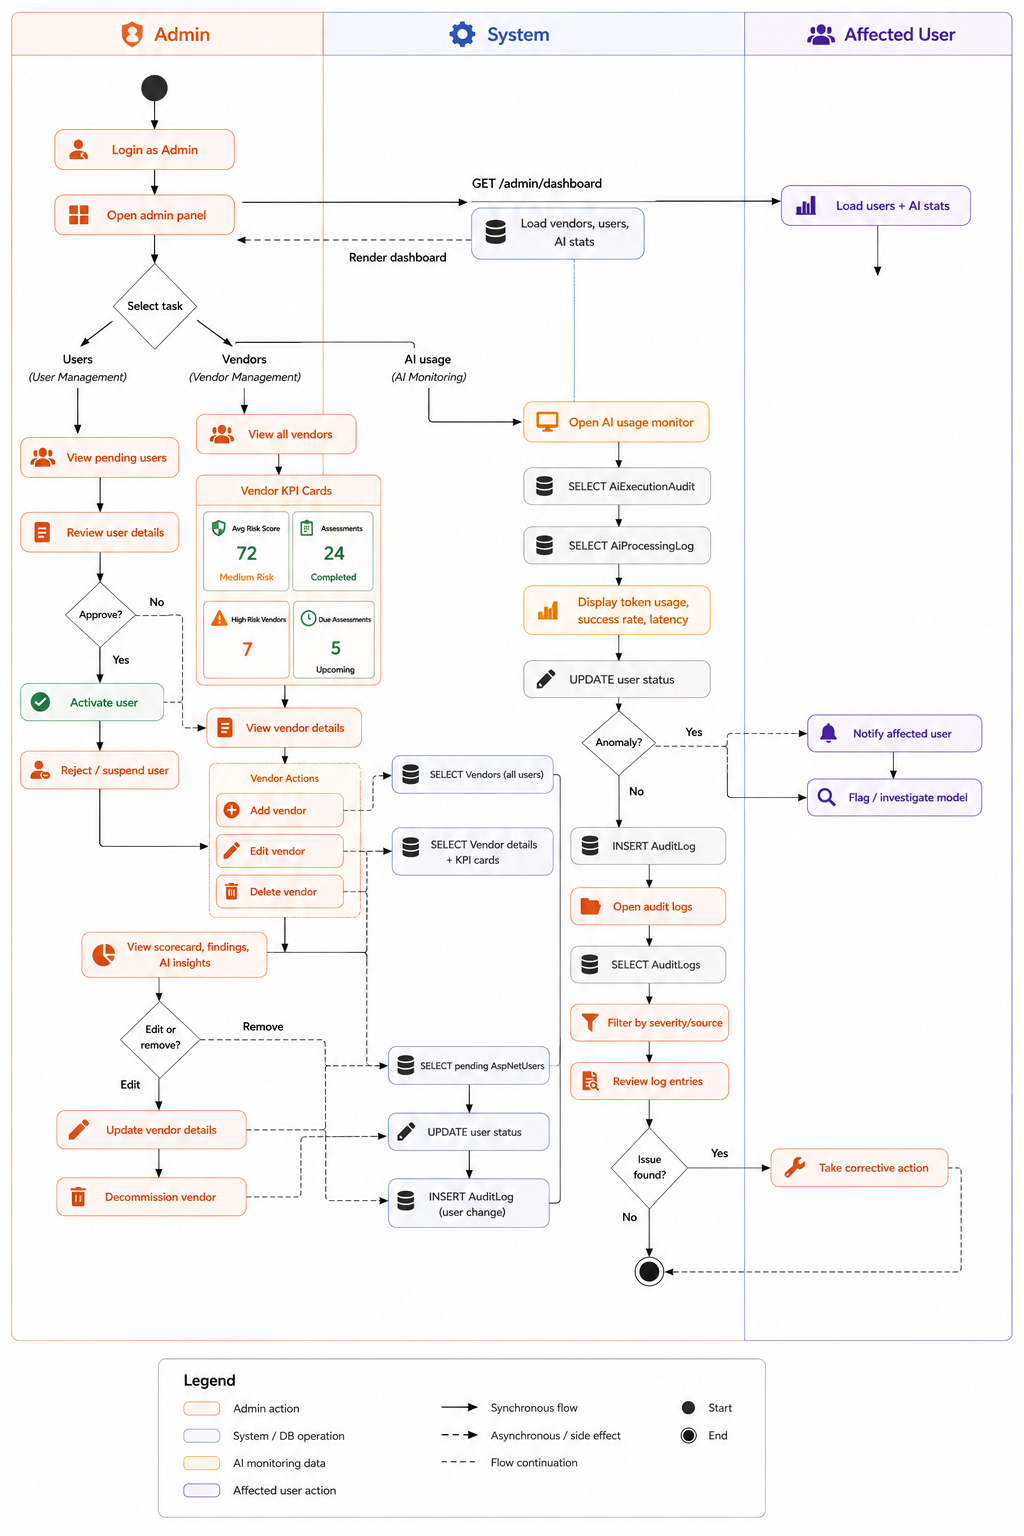 Admin
System
Affected User
Login as Admin
GET /admin/dashboard
Open admin panel
Load users + AI stats
Load vendors, users,
AI stats
Render dashboard
Select task
Users
(User Management)
Vendors
(Vendor Management)
AI usage
(AI Monitoring)
View all vendors
Open AI usage monitor
View pending users
Vendor KPI Cards
SELECT AiExecutionAudit
Avg Risk Score
72
Medium Risk
Assessments
24
Completed
Review user details
SELECT AiProcessingLog
Approve?
No
High Risk Vendors
7
Due Assessments
5
Upcoming
Display token usage,
success rate, latency
Yes
UPDATE user status
Activate user
View vendor details
Anomaly?
Yes
Notify affected user
Reject / suspend user
Vendor Actions
SELECT Vendors (all users)
No
Flag / investigate model
Add vendor
Edit vendor
SELECT Vendor details
+ KPI cards
INSERT AuditLog
Delete vendor
Open audit logs
View scorecard, findings,
AI insights
SELECT AuditLogs
Edit or
remove?
Remove
Filter by severity/source
SELECT pending AspNetUsers
Edit
Review log entries
Update vendor details
UPDATE user status
Issue
found?
Yes
Take corrective action
Decommission vendor
INSERT AuditLog
(user change)
No
Legend
Admin action
Synchronous flow
Start
System / DB operation
Asynchronous / side effect
End
AI monitoring data
Flow continuation
Affected user action